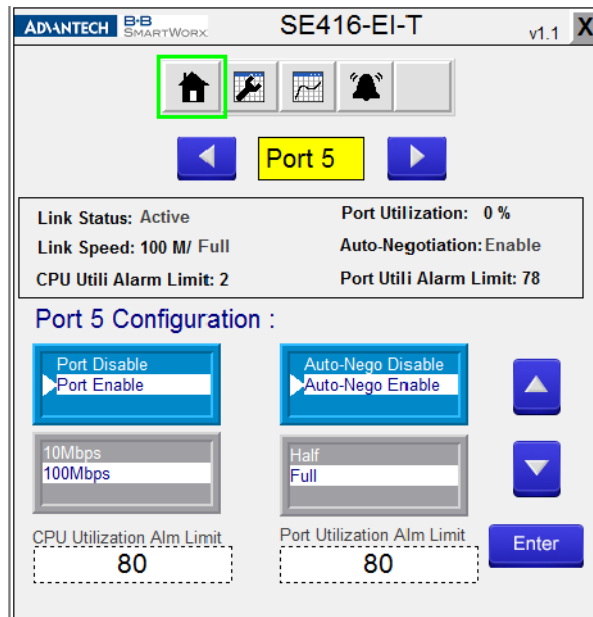 ADVANTECH B+B SMARTWORX SE416-EI-T v1.1 X
Port 5
Link Status: Active Port Utilization: 0 %
Link Speed: 100 M/ Full Auto-Negotiation: Enable
CPU Utili Alarm Limit: 2 Port Utili Alarm Limit: 78
Port 5 Configuration :
Port Disable
Port Enable
Auto-Nego Disable
Auto-Nego Enable
10Mbps
100Mbps
Half
Full
CPU Utilization Alm Limit
80
Port Utilization Alm Limit
80
Enter